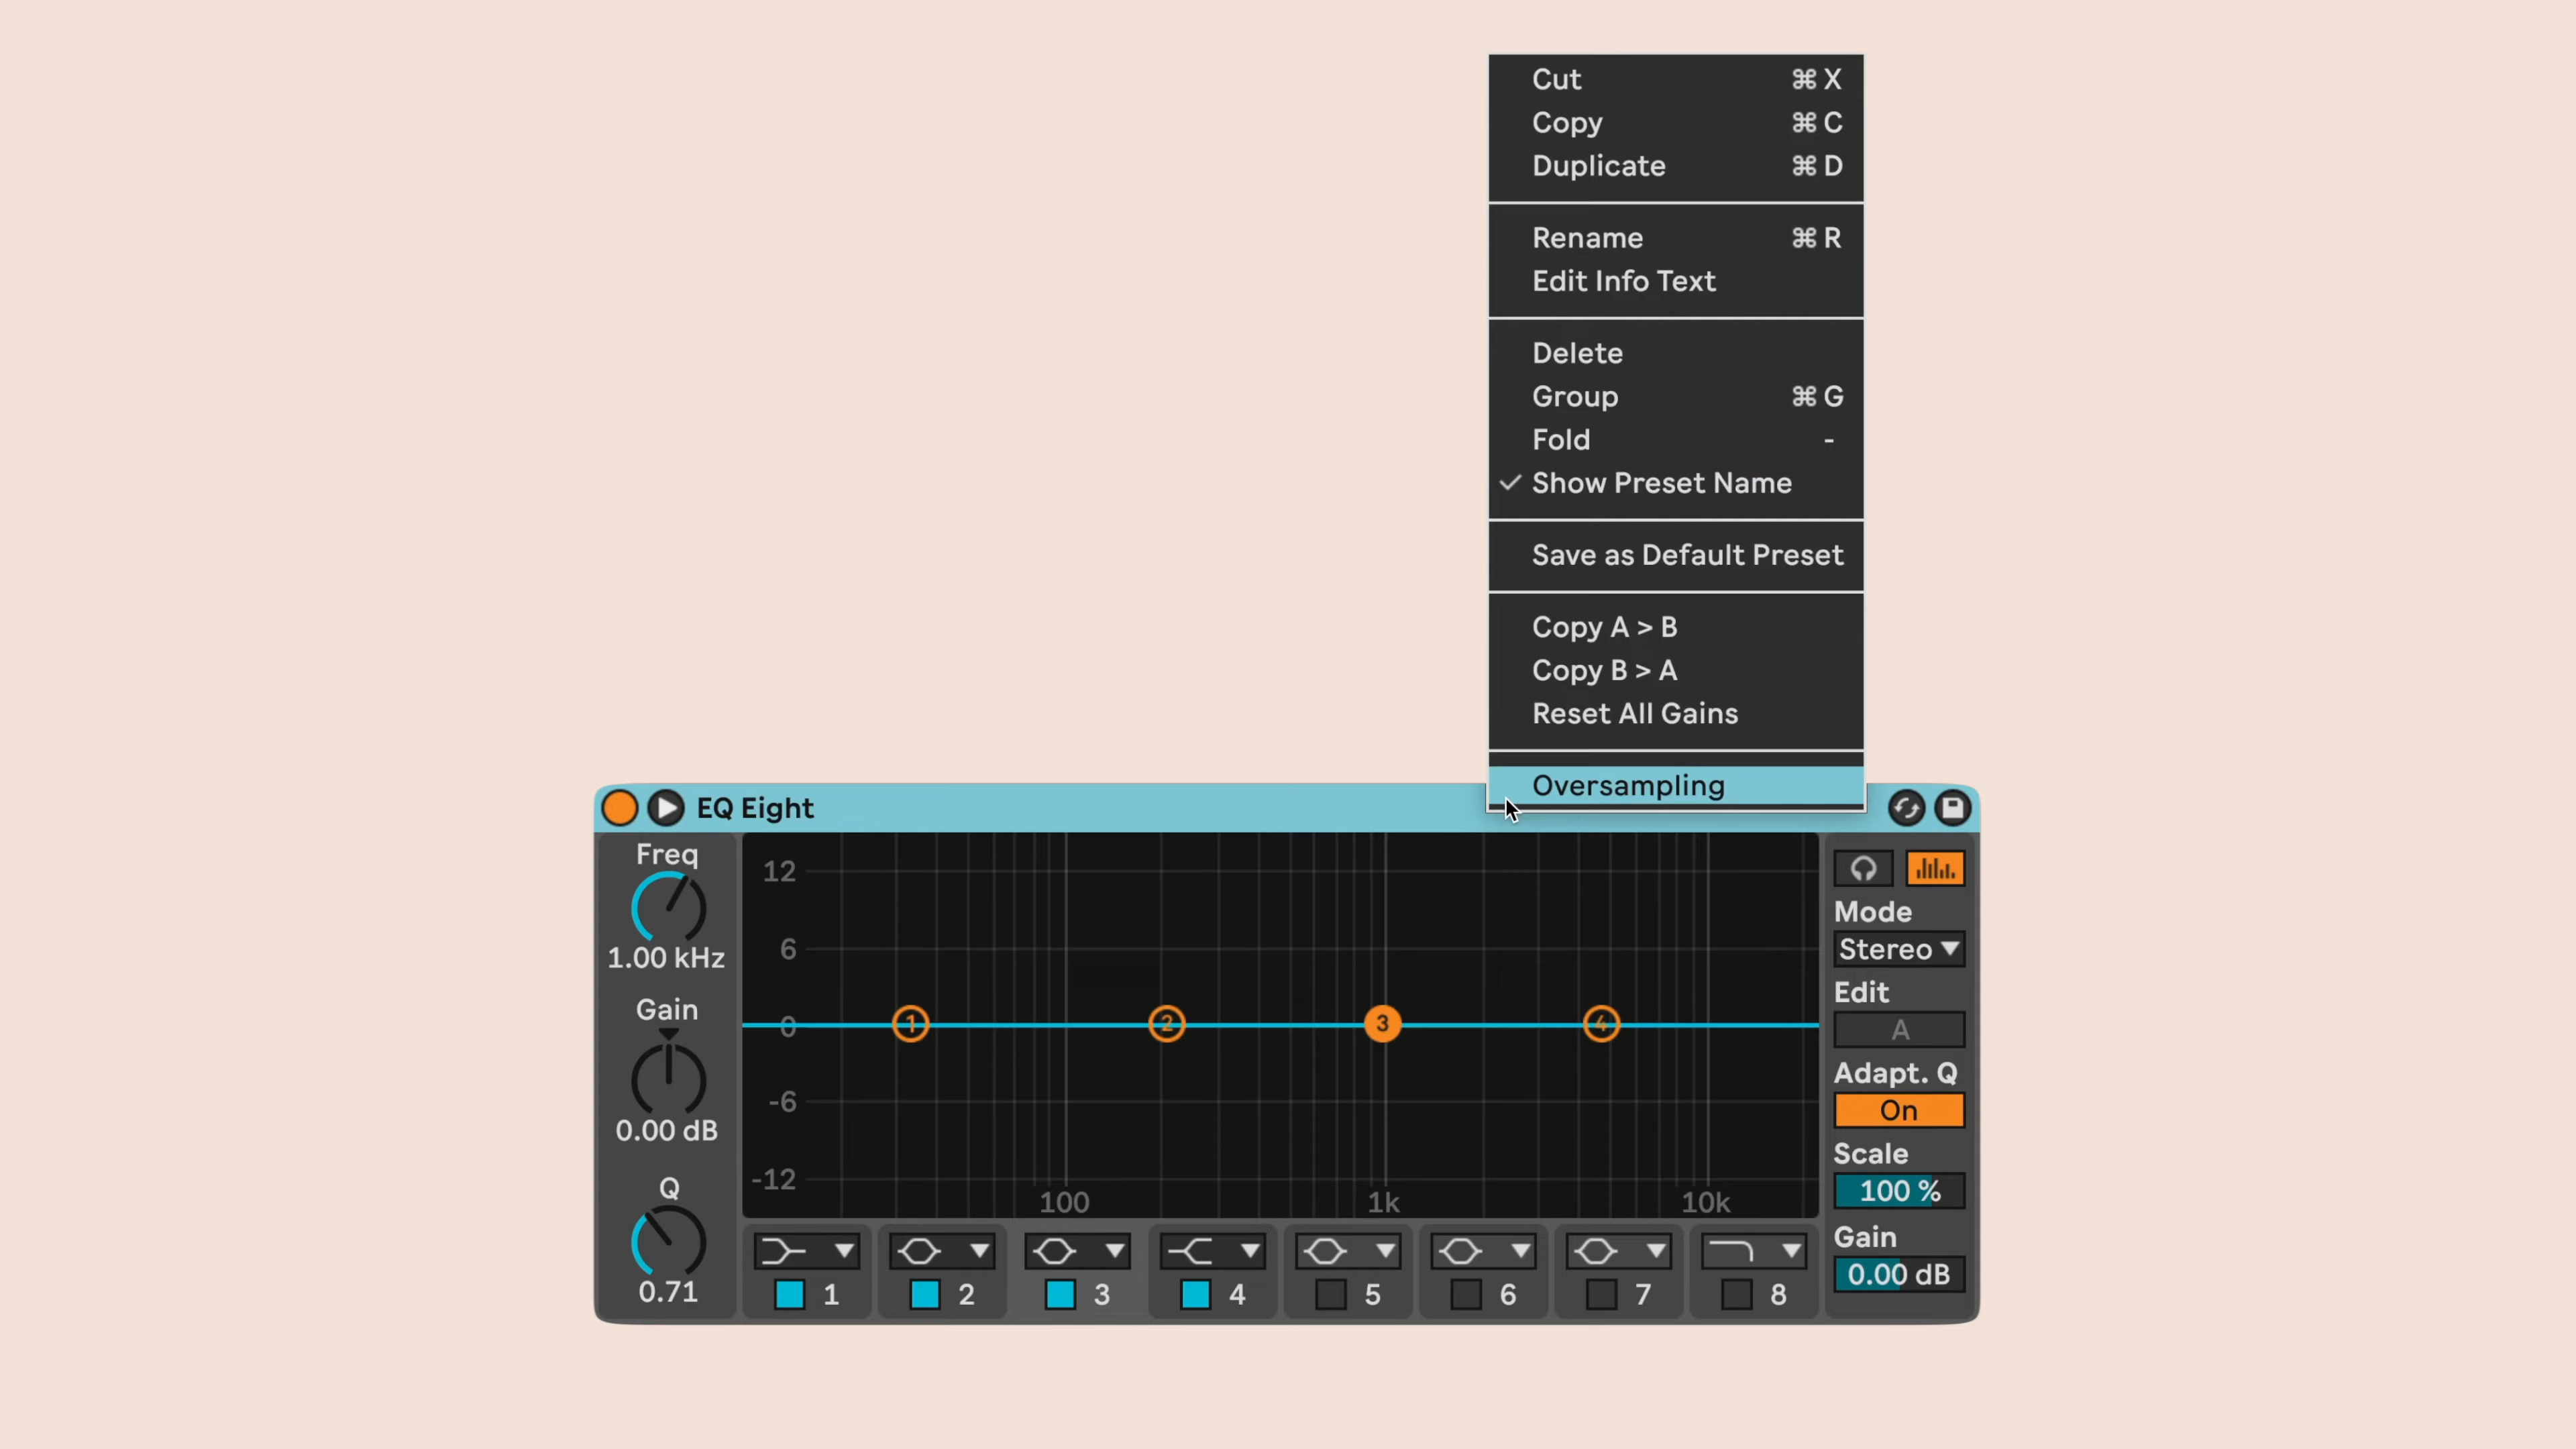 Cut ⌘ X
Copy ⌘ C
Duplicate ⌘ D
Rename ⌘ R
Edit Info Text
Delete
Group ⌘ G
Fold -
Show Preset Name
Save as Default Preset
Copy A > B
Copy B > A
Reset All Gains
Oversampling
EQ Eight
Freq
1.00 kHz
Gain
0.00 dB
Q
0.71
12
6
0
-6
-12
100 1k 10k
1 2 3 4
1 2 3 4 5 6 7 8
Mode
Stereo
Edit
A
Adapt. Q
On
Scale
100 %
Gain
0.00 dB